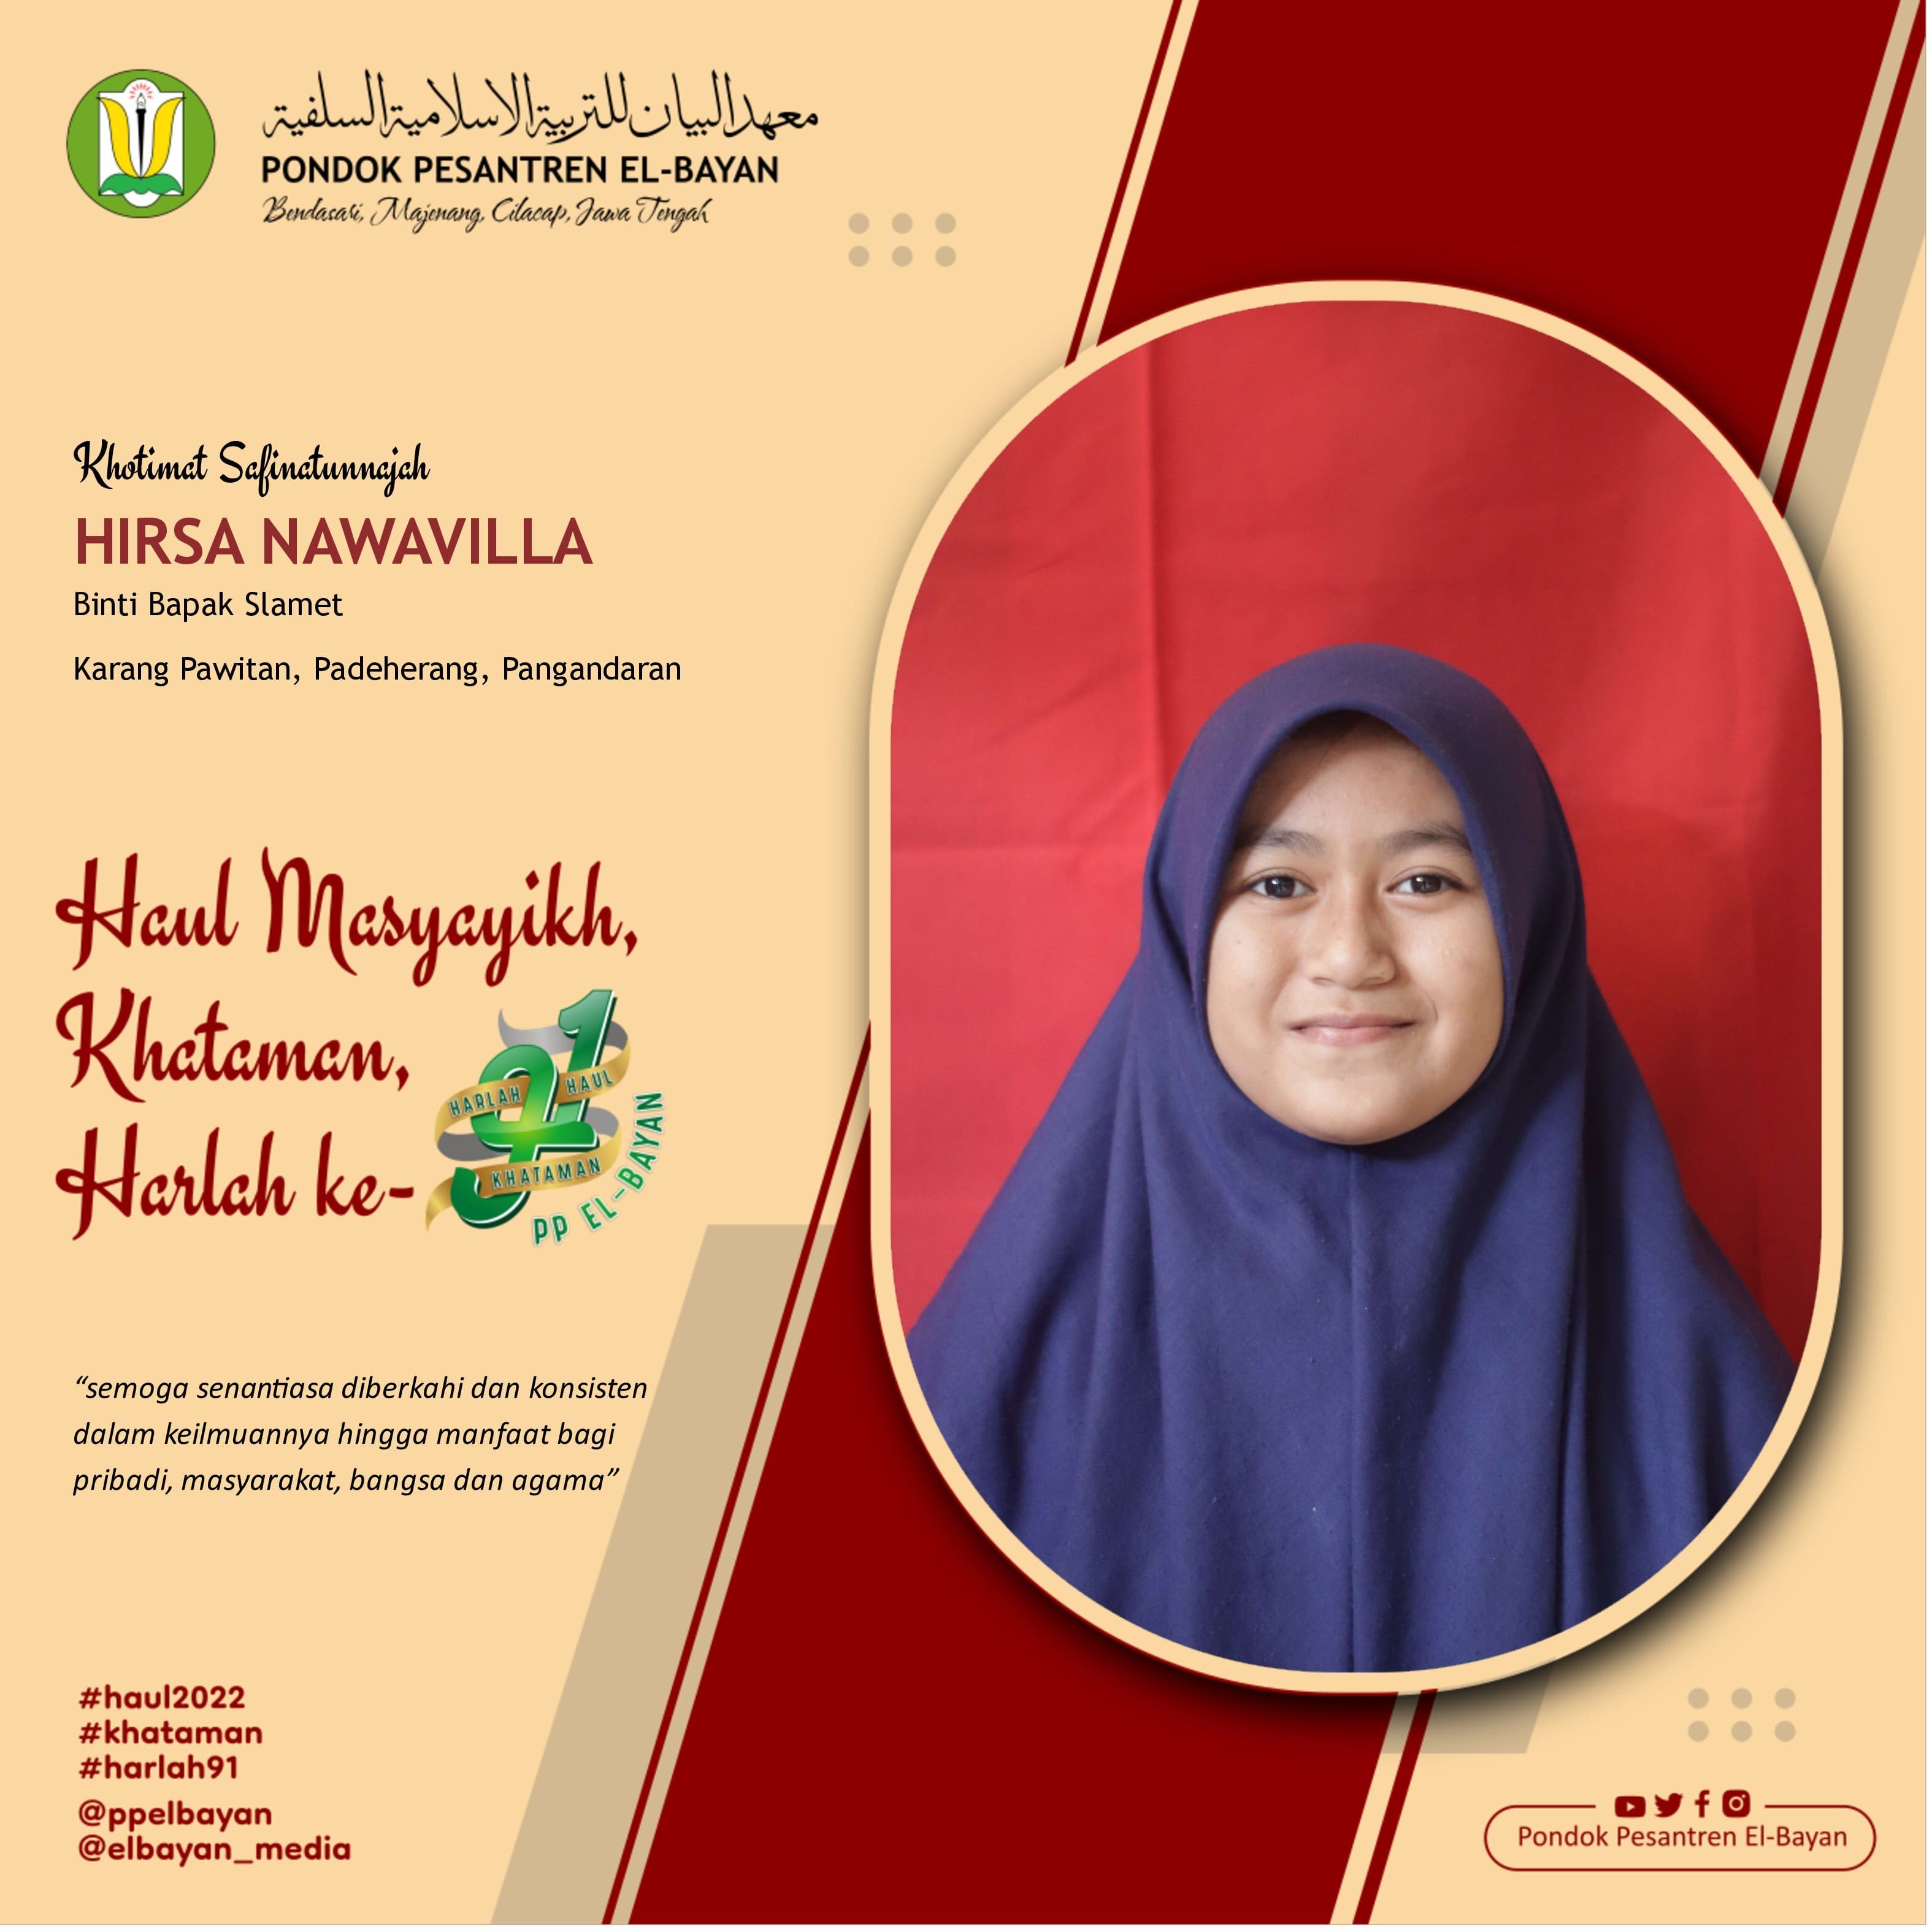 معهد البيان للتربية الاسلامية السلفية
PONDOK PESANTREN EL-BAYAN
Bendasari, Majenang, Cilacap, Jawa Tengah
Khotimat Safinatunnajah
HIRSA NAWAVILLA
Binti Bapak Slamet
Karang Pawitan, Padeherang, Pangandaran
Haul Masyayikh,
Khataman,
Harlah ke-
91
HARLAH HAUL
KHATAMAN
PP EL-BAYAN
“semoga senantiasa diberkahi dan konsisten
dalam keilmuannya hingga manfaat bagi
pribadi, masyarakat, bangsa dan agama”
#haul2022
#khataman
#harlah91
@ppelbayan
@elbayan_media
Pondok Pesantren El-Bayan